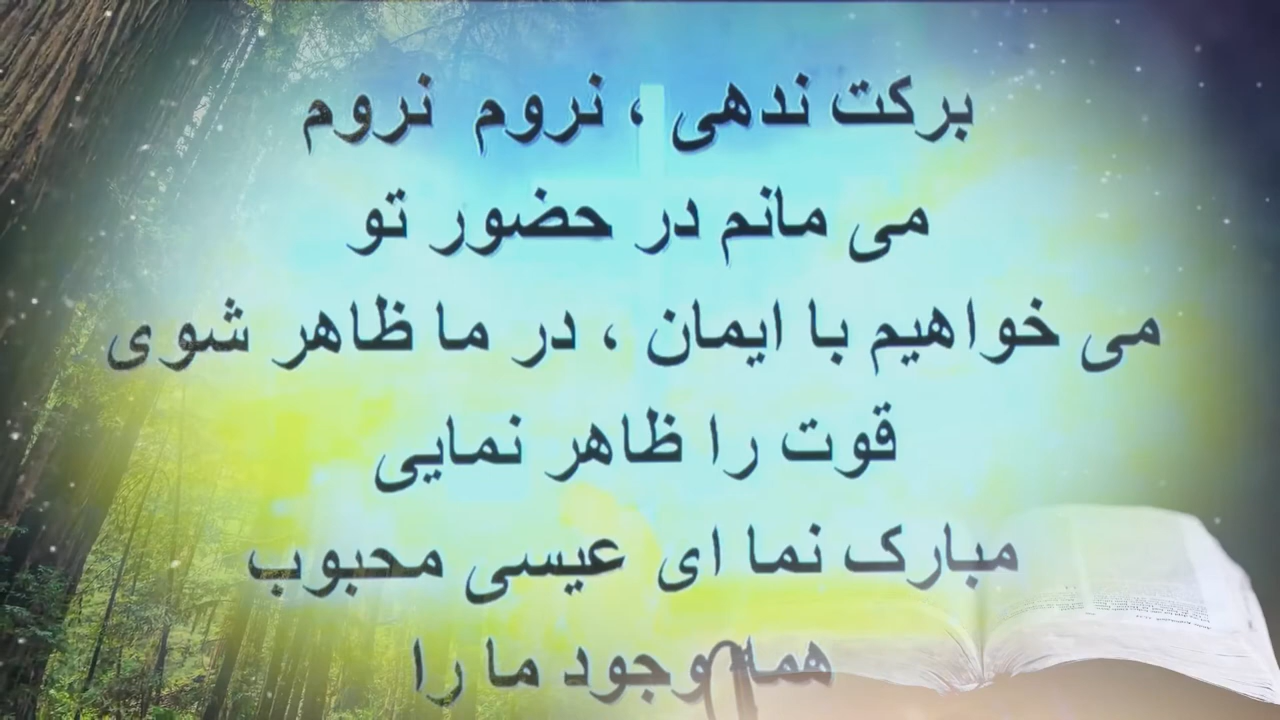 برکت ندهی ، نروم نروم
می مانم در حضور تو
می خواهیم با ایمان ، در ما ظاهر شوی
قوت را ظاهر نمایی
مبارک نما ای عیسی محبوب
همه وجود ما را